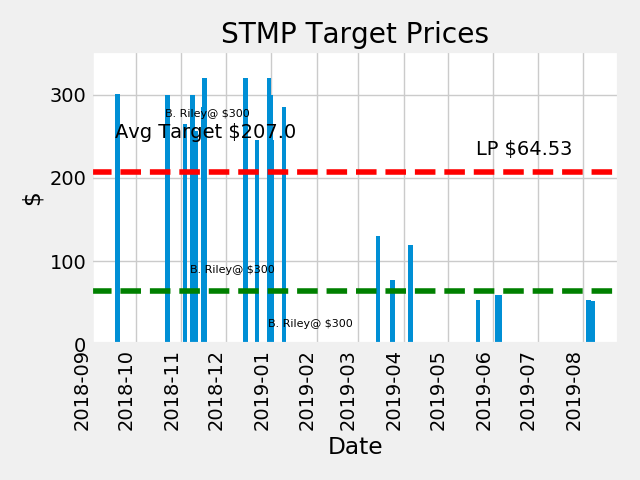 STMP Target Prices
300
B. Riley@ $300
Avg Target $207.0
LP $64.53
200
$
B. Riley@ $300
100
B. Riley@ $300
0
2018-09
2018-10
2018-11
2018-12
2019-01
2019-02
2019-03
2019-04
2019-05
2019-06
2019-07
2019-08
Date